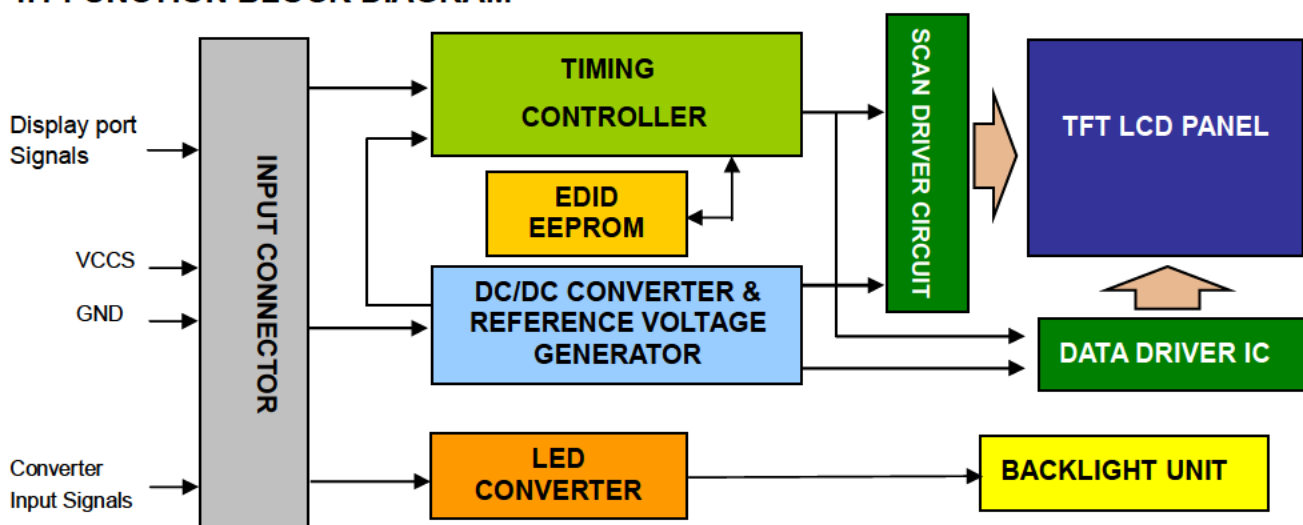 TIMING
CONTROLLER
SCAN DRIVER CIRCUIT
TFT LCD PANEL
Display port
Signals
INPUT CONNECTOR
EDID
EEPROM
VCCS
GND
DC/DC CONVERTER &
REFERENCE VOLTAGE
GENERATOR
DATA DRIVER IC
Converter
Input Signals
LED
CONVERTER
BACKLIGHT UNIT